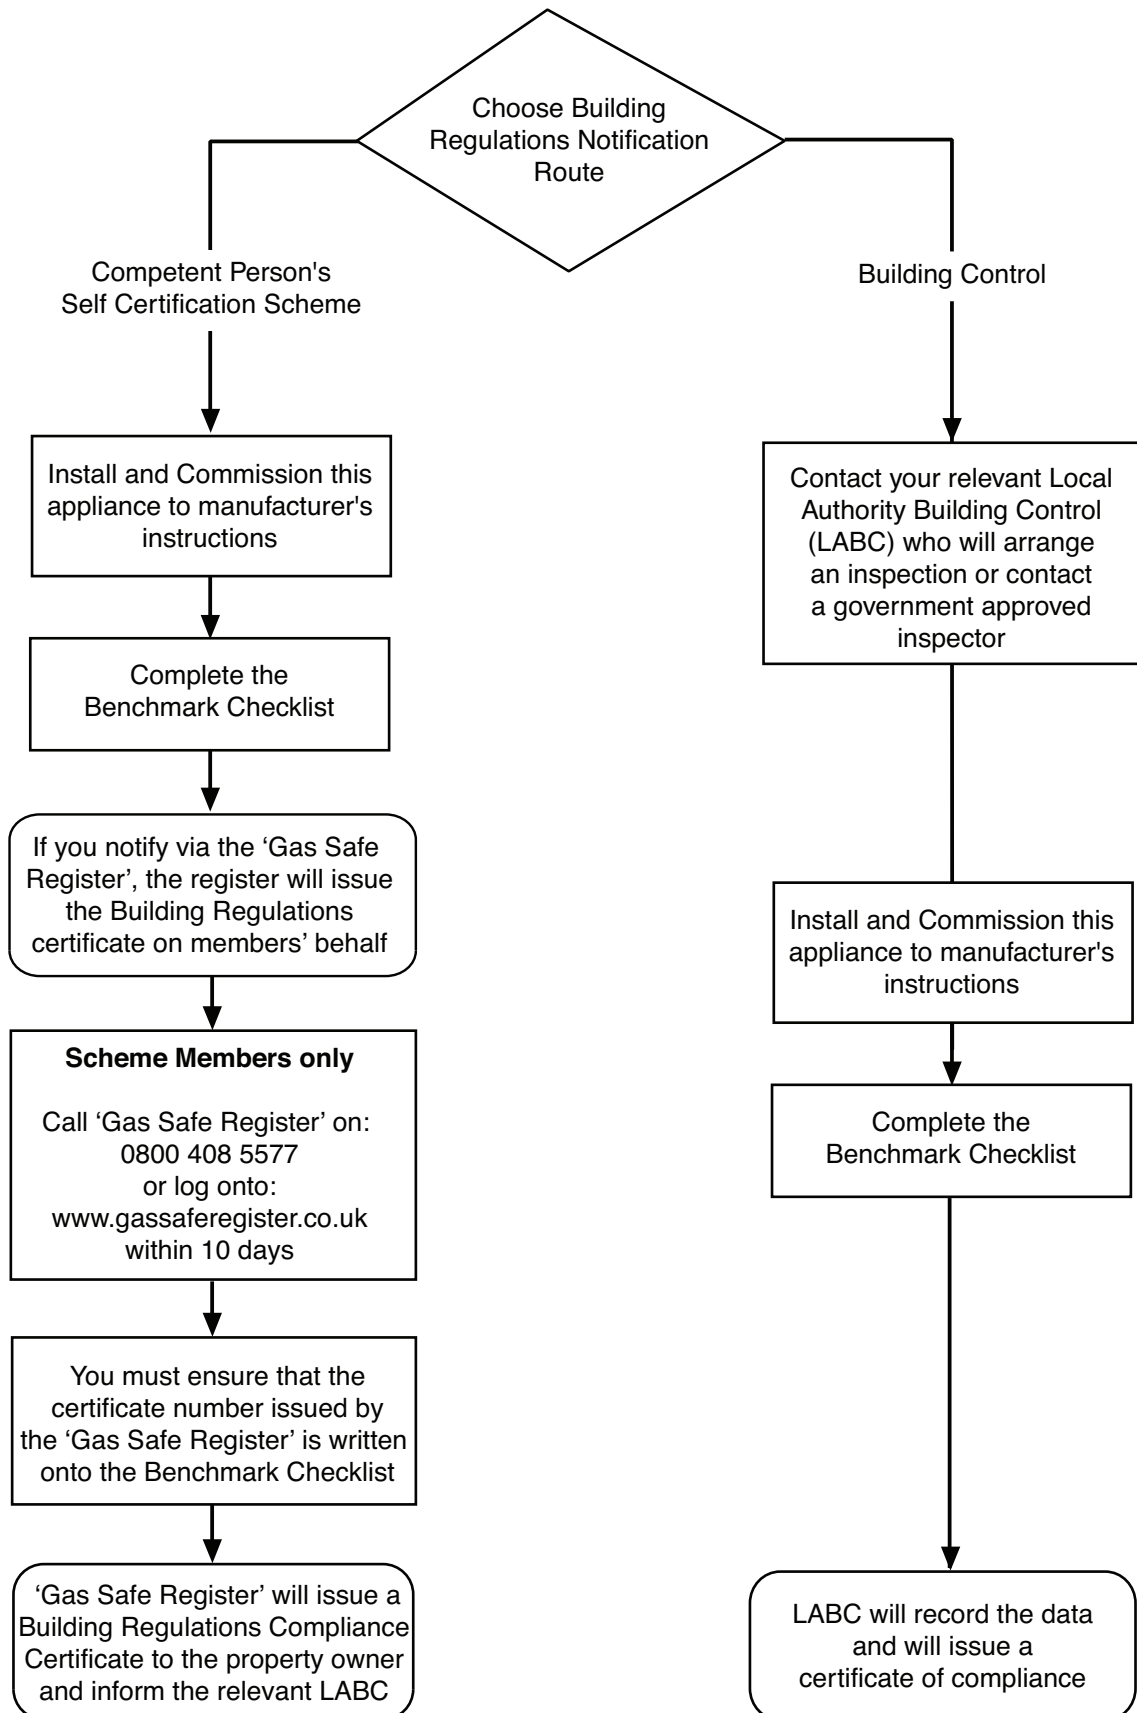 Choose Building
Regulations Notification
Route
Competent Person's
Self Certification Scheme
Building Control
Install and Commission this
appliance to manufacturer's
instructions
Complete the
Benchmark Checklist
If you notify via the ‘Gas Safe
Register’, the register will issue
the Building Regulations
certificate on members’ behalf
Scheme Members only
Call ‘Gas Safe Register’ on:
0800 408 5577
or log onto:
www.gassaferegister.co.uk
within 10 days
You must ensure that the
certificate number issued by
the ‘Gas Safe Register’ is written
onto the Benchmark Checklist
‘Gas Safe Register’ will issue a
Building Regulations Compliance
Certificate to the property owner
and inform the relevant LABC
Contact your relevant Local
Authority Building Control
(LABC) who will arrange
an inspection or contact
a government approved
inspector
Install and Commission this
appliance to manufacturer's
instructions
Complete the
Benchmark Checklist
LABC will record the data
and will issue a
certificate of compliance